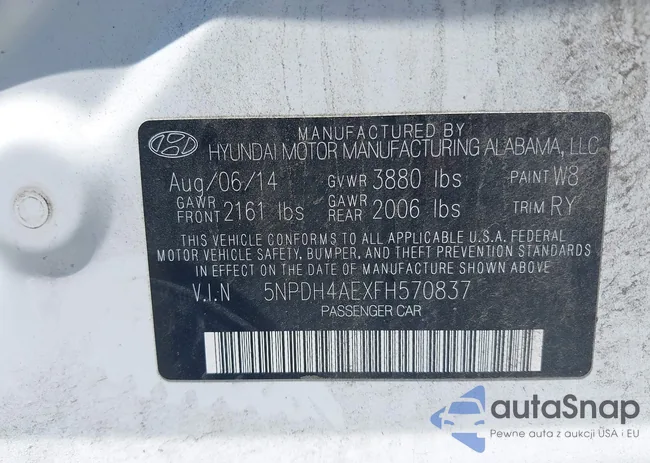 MANUFACTURED BY
HYUNDAI MOTOR MANUFACTURING ALABAMA, LLC
Aug/06/14 GVWR 3880 lbs PAINT W8
GAWR FRONT 2161 lbs GAWR REAR 2006 lbs TRIM RY
THIS VEHICLE CONFORMS TO ALL APPLICABLE U.S.A. FEDERAL
MOTOR VEHICLE SAFETY, BUMPER, AND THEFT PREVENTION STANDARDS
IN EFFECT ON THE DATE OF MANUFACTURE SHOWN ABOVE.
V.I.N 5NPDH4AEXFH570837
PASSENGER CAR
autoSnap
Pewne auta z aukcji USA i EU